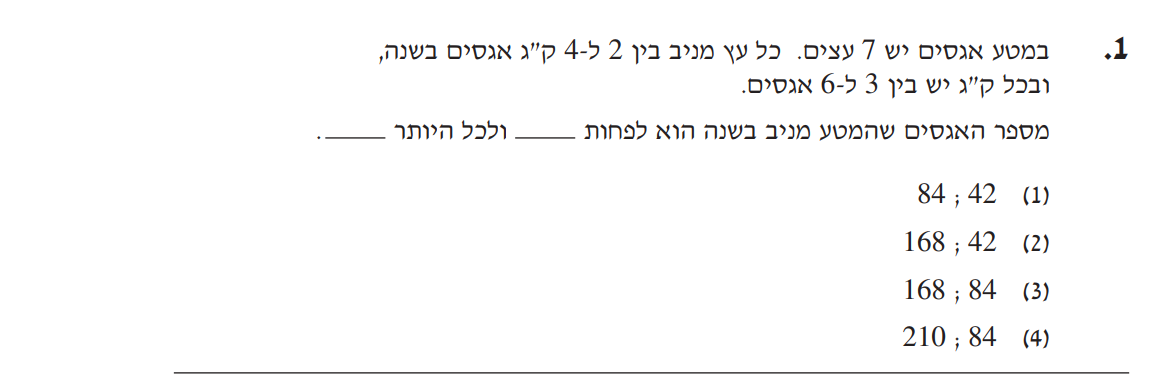 1. במטע אגסים יש 7 עצים. כל עץ מניב בין 2 ל-4 ק"ג אגסים בשנה,
ובכל ק"ג יש בין 3 ל-6 אגסים.
מספר האגסים שהמטע מניב בשנה הוא לפחות _____ ולכל היותר _____ .
(1) 42 ; 84
(2) 42 ; 168
(3) 84 ; 168
(4) 84 ; 210